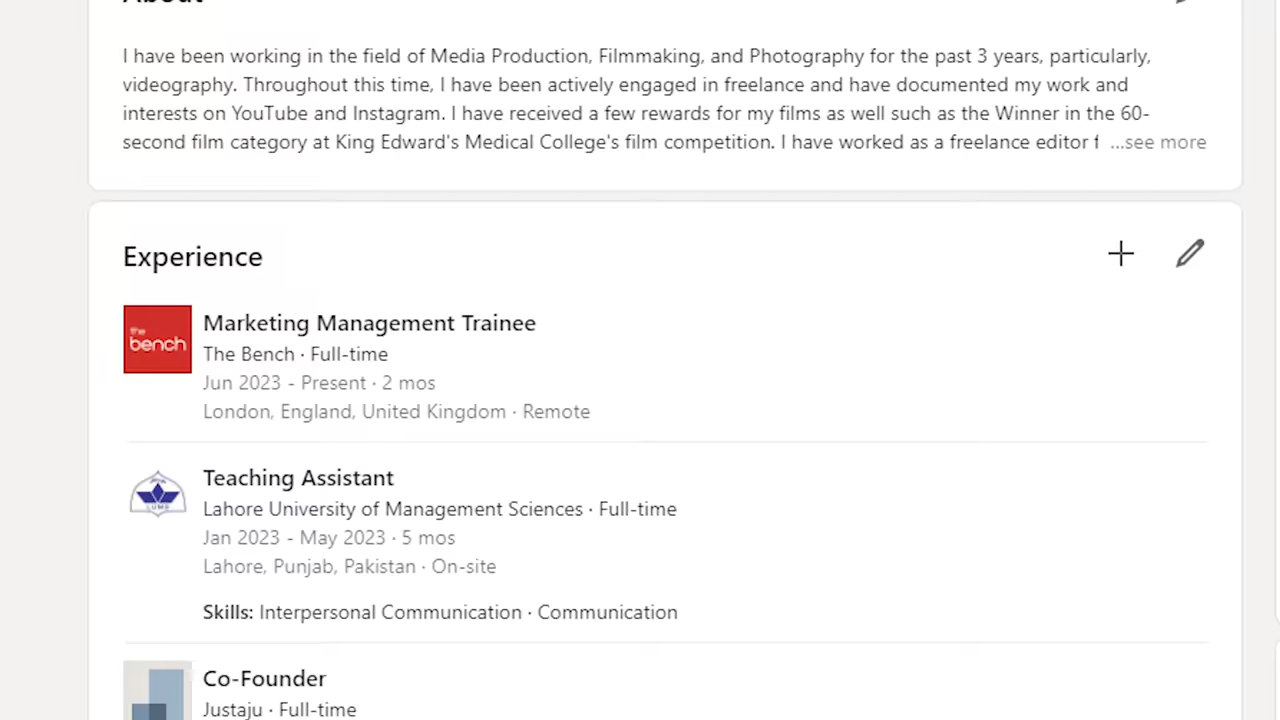 About
I have been working in the field of Media Production, Filmmaking, and Photography for the past 3 years, particularly,
videography. Throughout this time, I have been actively engaged in freelance and have documented my work and
interests on YouTube and Instagram. I have received a few rewards for my films as well such as the Winner in the 60-
second film category at King Edward's Medical College's film competition. I have worked as a freelance editor f ...see more
Experience
the
bench
Marketing Management Trainee
The Bench · Full-time
Jun 2023 - Present · 2 mos
London, England, United Kingdom · Remote
LUMS
Teaching Assistant
Lahore University of Management Sciences · Full-time
Jan 2023 - May 2023 · 5 mos
Lahore, Punjab, Pakistan · On-site
Skills: Interpersonal Communication · Communication
Co-Founder
Justaju · Full-time